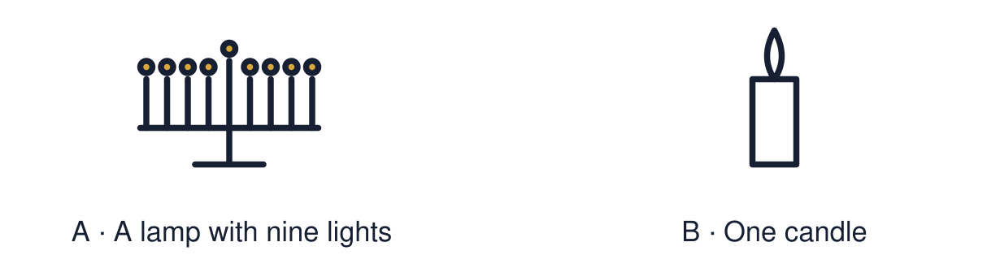 A · A lamp with nine lights
B · One candle